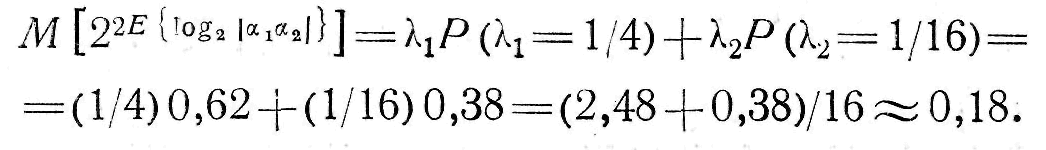 M [2^{2E {log₂ |α₁α₂|}}] = λ₁P (λ₁ = 1/4) + λ₂P (λ₂ = 1/16) =
= (1/4) 0,62 + (1/16) 0,38 = (2,48 + 0,38)/16 ≈ 0,18.